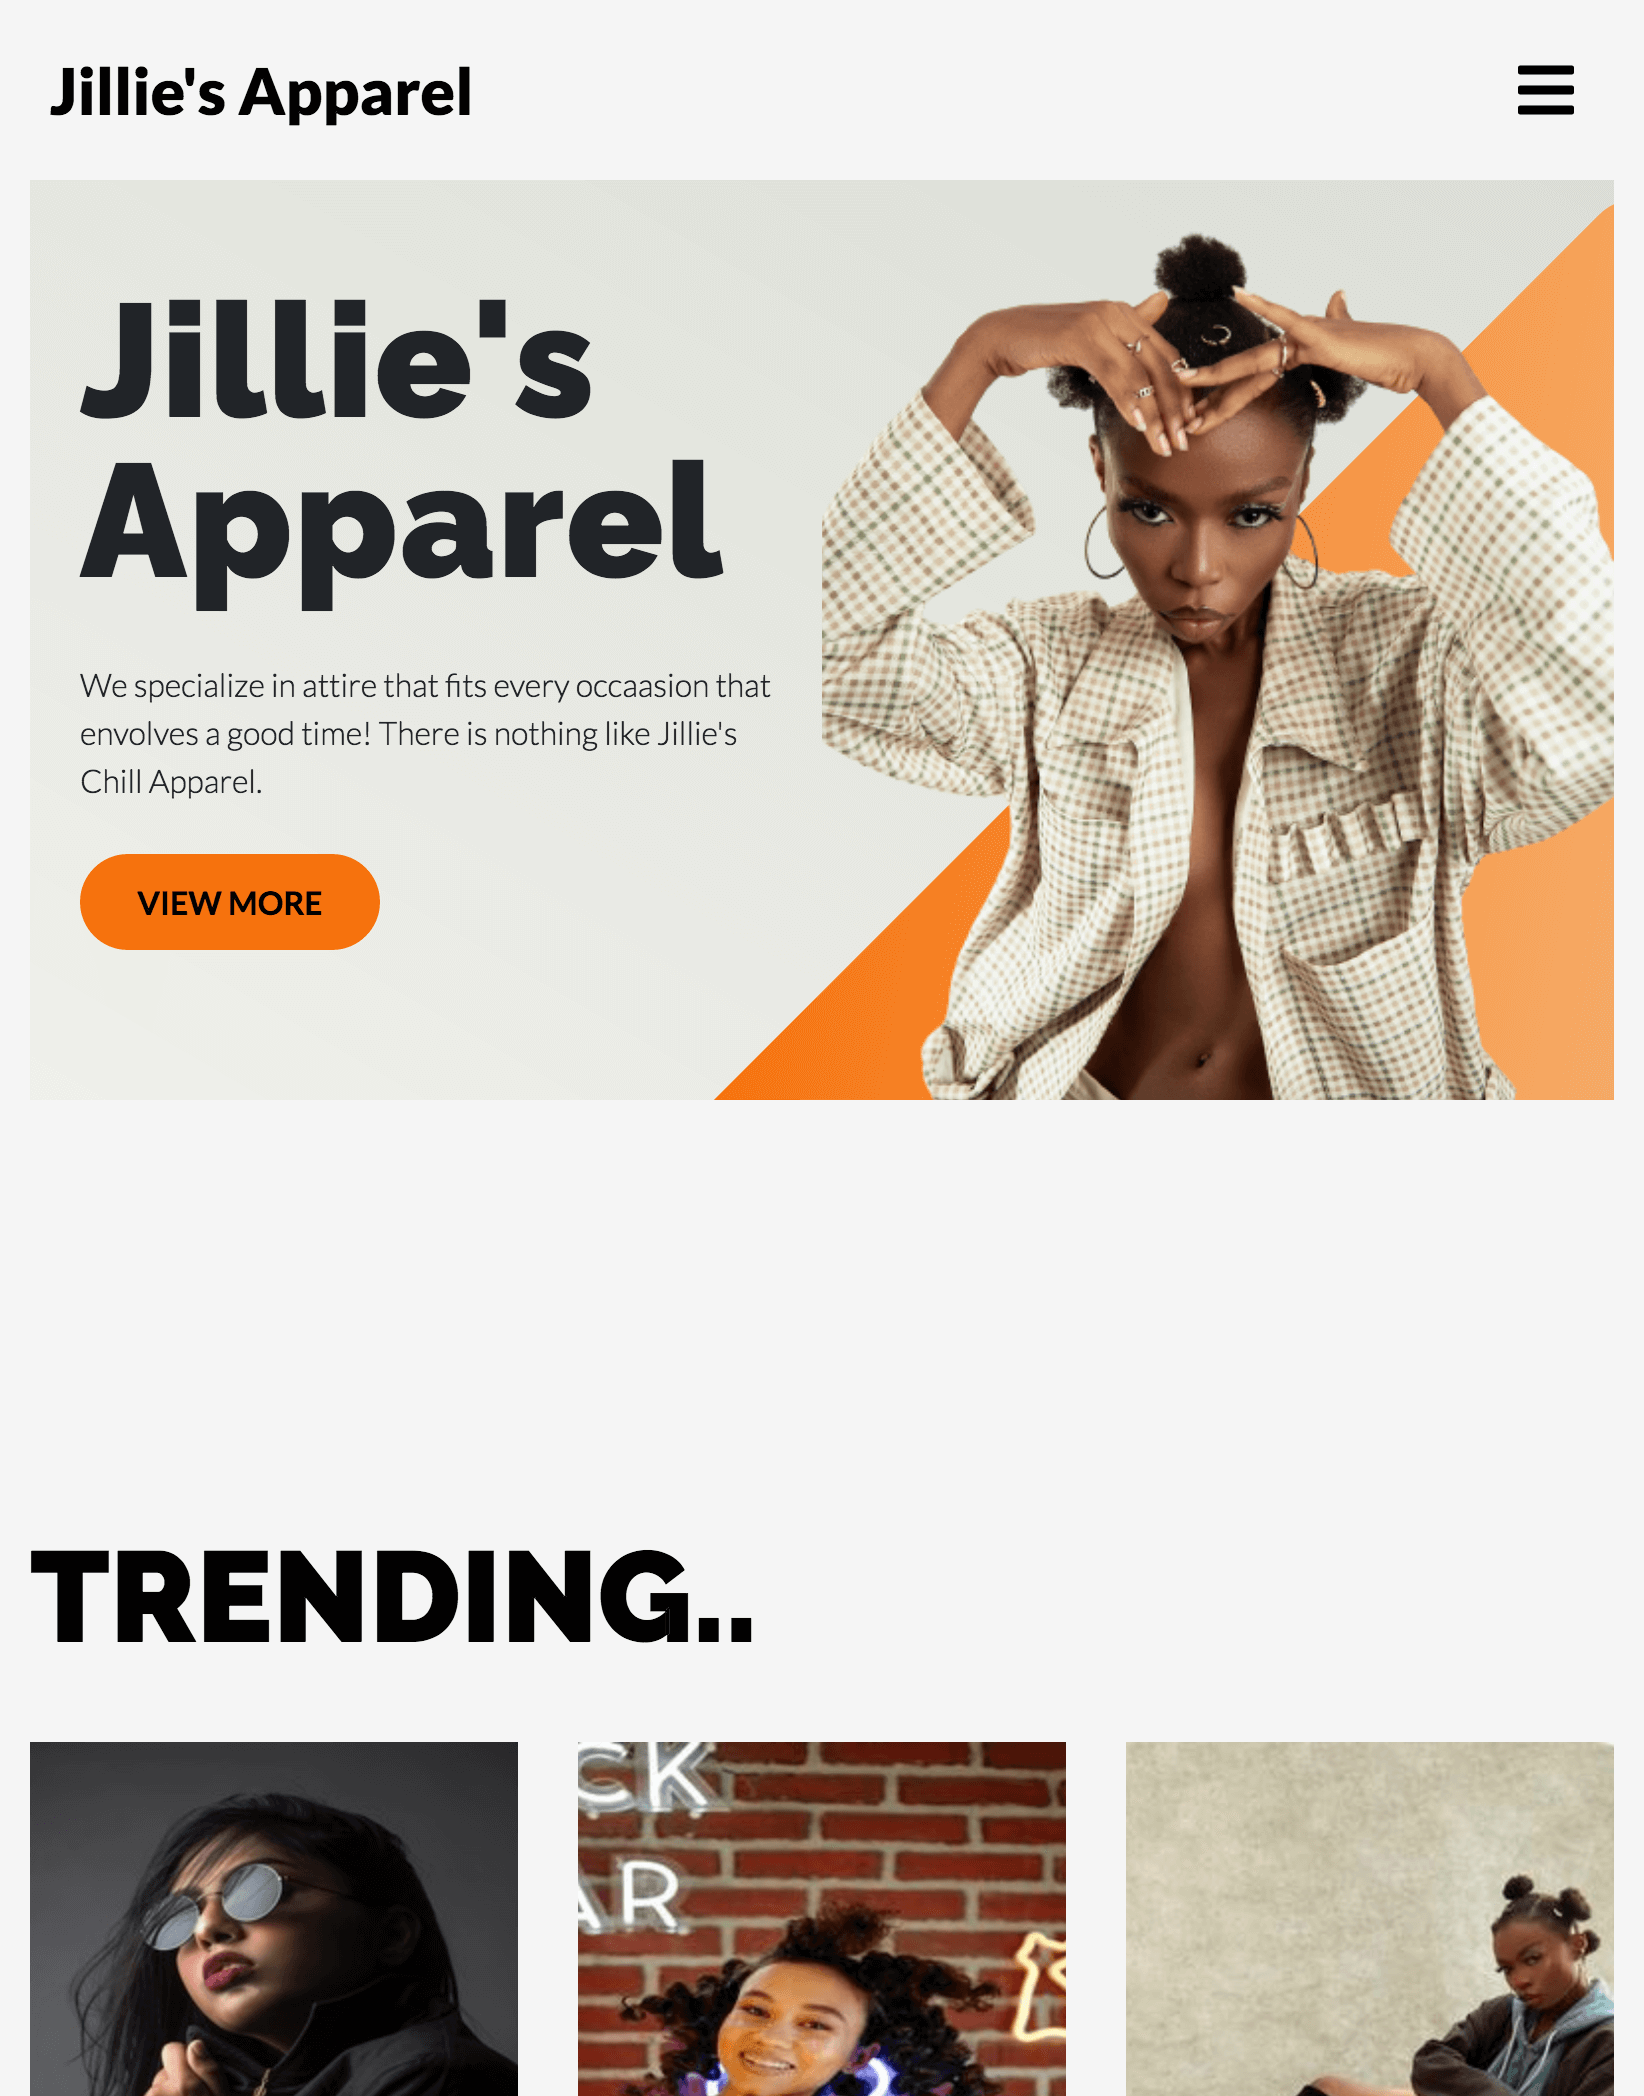 Jillie's Apparel
Jillie's
Apparel
We specialize in attire that fits every occaasion that
envolves a good time! There is nothing like Jillie's
Chill Apparel.
VIEW MORE
TRENDING..
CK
AR